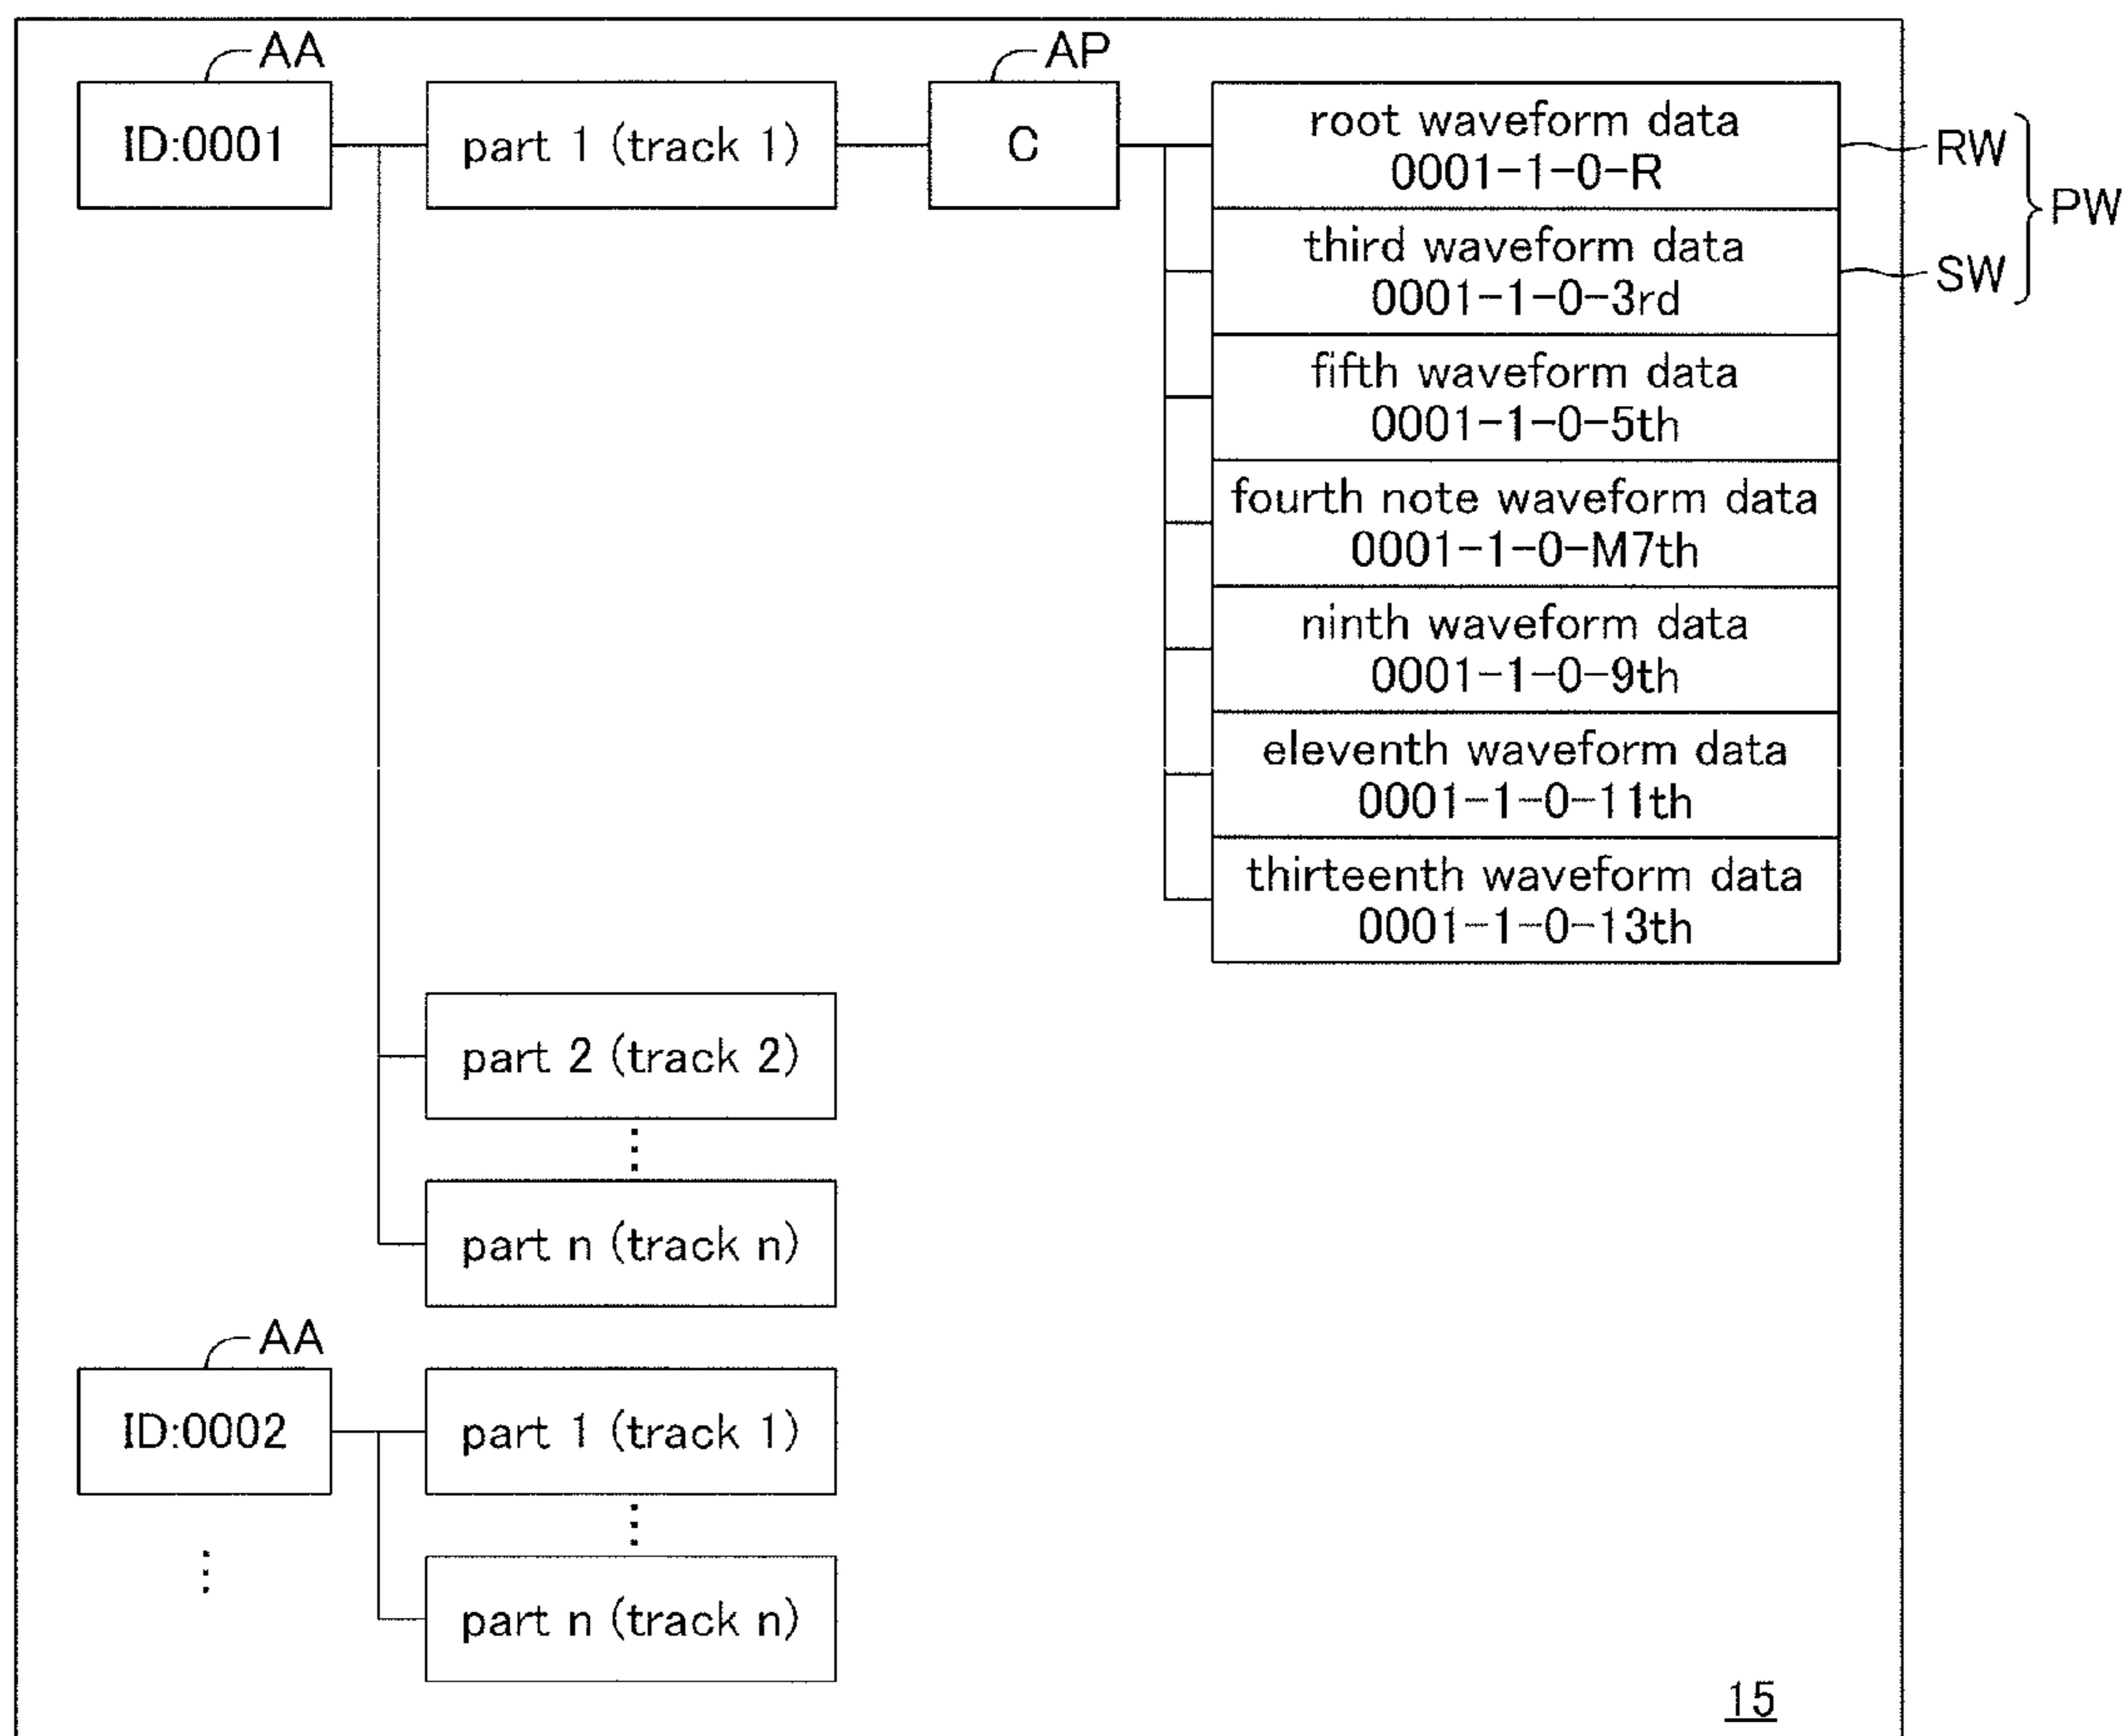 AA
AP
ID:0001
part 1 (track 1)
C
root waveform data
0001-1-0-R
RW
PW
third waveform data
0001-1-0-3rd
SW
fifth waveform data
0001-1-0-5th
fourth note waveform data
0001-1-0-M7th
ninth waveform data
0001-1-0-9th
eleventh waveform data
0001-1-0-11th
thirteenth waveform data
0001-1-0-13th
part 2 (track 2)
⋮
part n (track n)
AA
ID:0002
part 1 (track 1)
⋮
⋮
part n (track n)
15